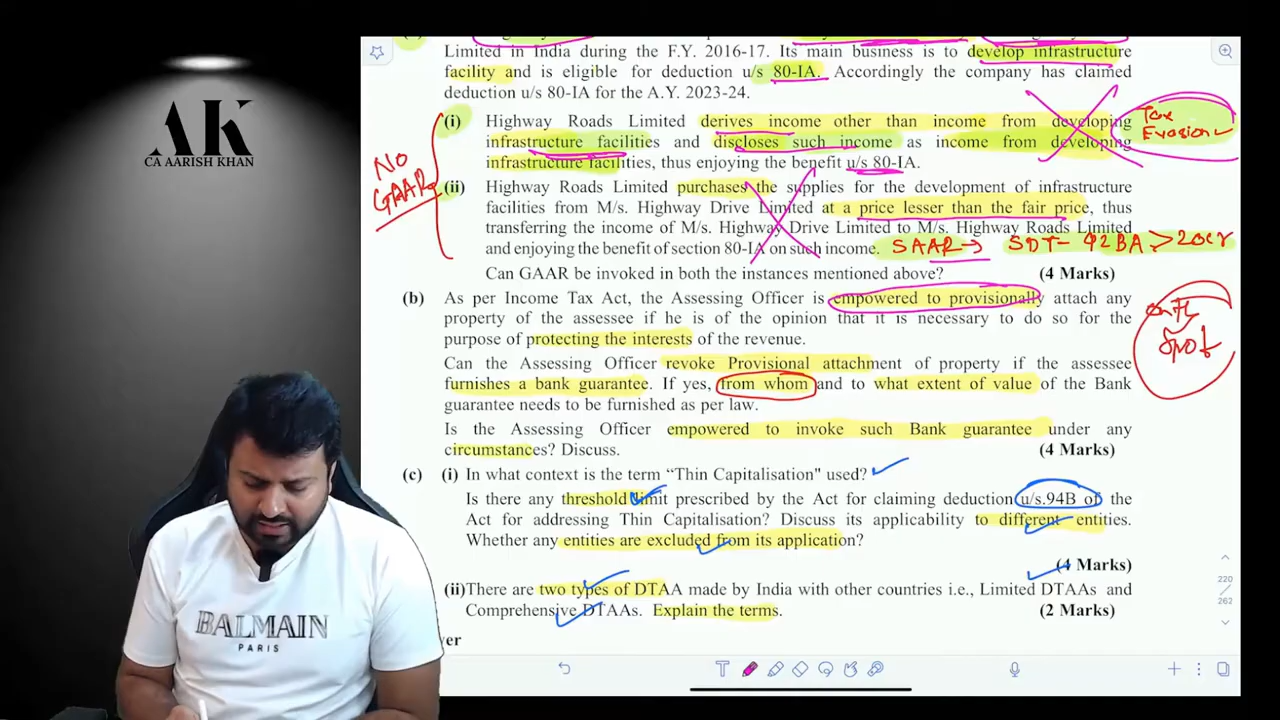 AK
CA AARISH KHAN
BALMAIN
PARIS
Limited in India during the F.Y. 2016-17. Its main business is to develop infrastructure
facility and is eligible for deduction u/s 80-IA. Accordingly the company has claimed
deduction u/s 80-IA for the A.Y. 2023-24.
(i) Highway Roads Limited derives income other than income from developing
infrastructure facilities and discloses such income as income from developing
infrastructure facilities, thus enjoying the benefit u/s 80-IA.
Tax
Evasion
NO
GAAR
(ii) Highway Roads Limited purchases the supplies for the development of infrastructure
facilities from M/s. Highway Drive Limited at a price lesser than the fair price, thus
transferring the income of M/s. Highway Drive Limited to M/s. Highway Roads Limited
and enjoying the benefit of section 80-IA on such income. SAAR→ SDT- 92BA > 20cr
Can GAAR be invoked in both the instances mentioned above? (4 Marks)
(b) As per Income Tax Act, the Assessing Officer is empowered to provisionally attach any
property of the assessee if he is of the opinion that it is necessary to do so for the
purpose of protecting the interests of the revenue.
Can the Assessing Officer revoke Provisional attachment of property if the assessee
furnishes a bank guarantee. If yes, from whom and to what extent of value of the Bank
guarantee needs to be furnished as per law.
Is the Assessing Officer empowered to invoke such Bank guarantee under any
circumstances? Discuss. (4 Marks)
(c) (i) In what context is the term “Thin Capitalisation" used?
Is there any threshold limit prescribed by the Act for claiming deduction u/s.94B of the
Act for addressing Thin Capitalisation? Discuss its applicability to different entities.
Whether any entities are excluded from its application?
(4 Marks)
(ii)There are two types of DTAA made by India with other countries i.e., Limited DTAAs and
Comprehensive DTAAs. Explain the terms. (2 Marks)
wer
220
262
T